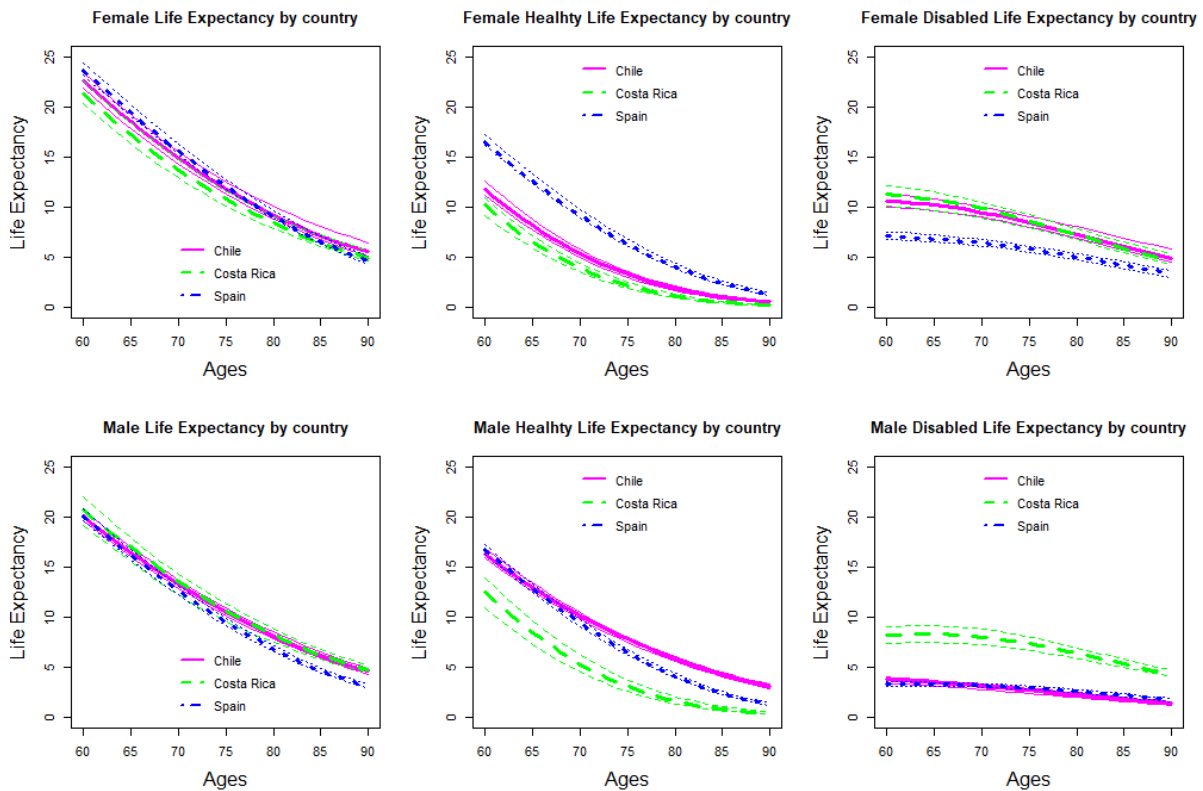 Female Life Expectancy by country
Life Expectancy
25
20
15
10
5
0
Chile
Costa Rica
Spain
60 65 70 75 80 85 90
Ages
Female Healhty Life Expectancy by country
Life Expectancy
25
20
15
10
5
0
Chile
Costa Rica
Spain
60 65 70 75 80 85 90
Ages
Female Disabled Life Expectancy by country
Life Expectancy
25
20
15
10
5
0
Chile
Costa Rica
Spain
60 65 70 75 80 85 90
Ages
Male Life Expectancy by country
Life Expectancy
25
20
15
10
5
0
Chile
Costa Rica
Spain
60 65 70 75 80 85 90
Ages
Male Healhty Life Expectancy by country
Life Expectancy
25
20
15
10
5
0
Chile
Costa Rica
Spain
60 65 70 75 80 85 90
Ages
Male Disabled Life Expectancy by country
Life Expectancy
25
20
15
10
5
0
Chile
Costa Rica
Spain
60 65 70 75 80 85 90
Ages